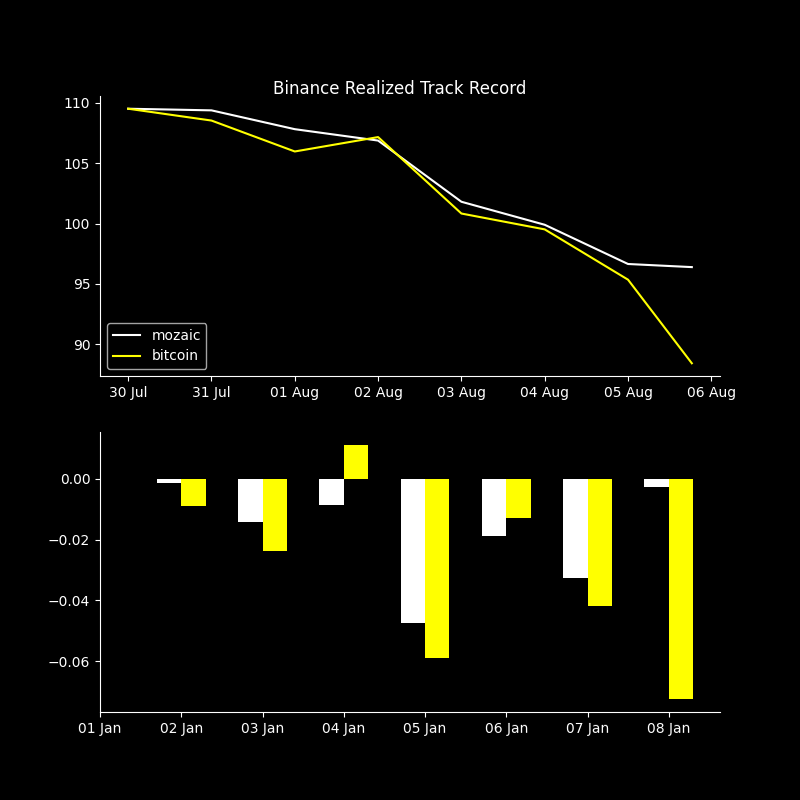 Binance Realized Track Record
110
105
100
95
90
mozaic
bitcoin
30 Jul 31 Jul 01 Aug 02 Aug 03 Aug 04 Aug 05 Aug 06 Aug
0.00
−0.02
−0.04
−0.06
01 Jan 02 Jan 03 Jan 04 Jan 05 Jan 06 Jan 07 Jan 08 Jan